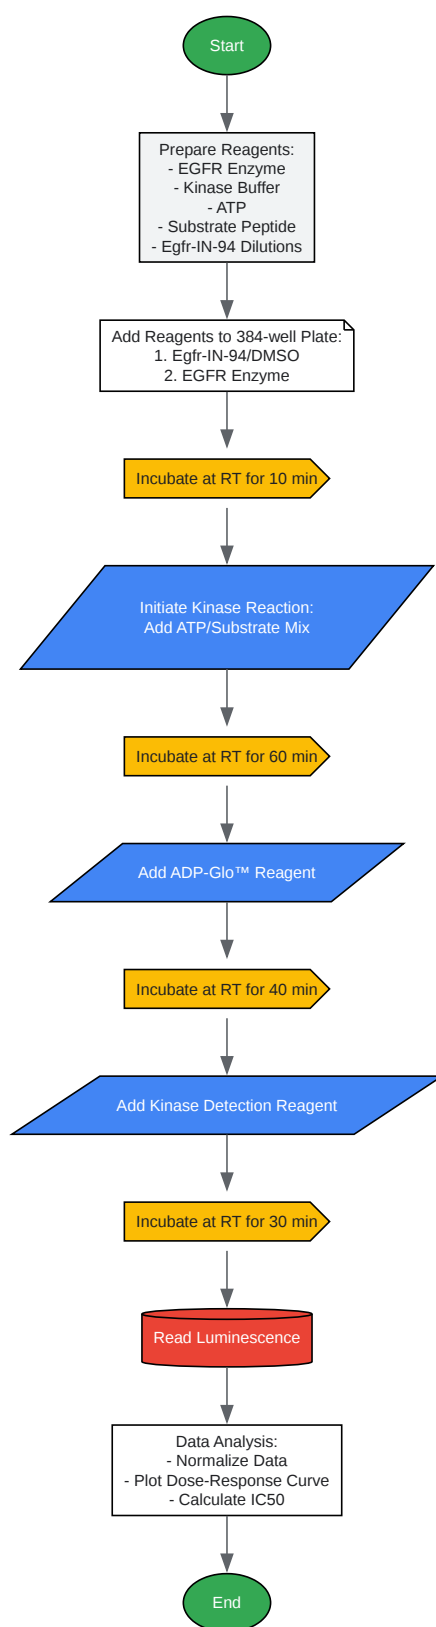 Start
Prepare Reagents:
- EGFR Enzyme
- Kinase Buffer
- ATP
- Substrate Peptide
- Egfr-IN-94 Dilutions
Add Reagents to 384-well Plate:
1. Egfr-IN-94/DMSO
2. EGFR Enzyme
Incubate at RT for 10 min
Initiate Kinase Reaction:
Add ATP/Substrate Mix
Incubate at RT for 60 min
Add ADP-Glo™ Reagent
Incubate at RT for 40 min
Add Kinase Detection Reagent
Incubate at RT for 30 min
Read Luminescence
Data Analysis:
- Normalize Data
- Plot Dose-Response Curve
- Calculate IC50
End